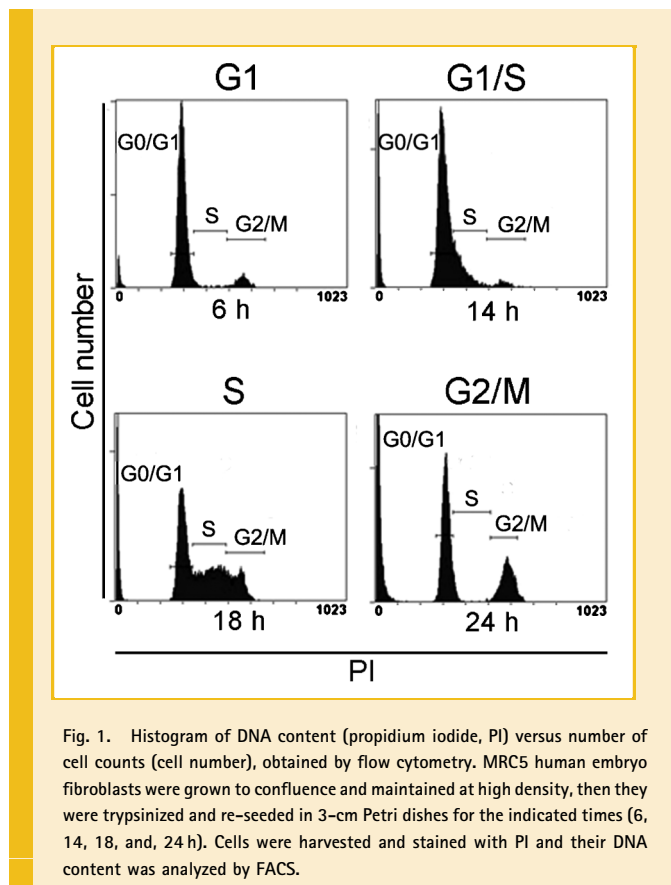 G1
G1/S
G0/G1
S
G2/M
0
1023
6 h
G0/G1
S
G2/M
0
1023
14 h
Cell number
S
G2/M
G0/G1
S
G2/M
0
1023
18 h
G0/G1
S
G2/M
0
1023
24 h
PI
Fig. 1. Histogram of DNA content (propidium iodide, PI) versus number of
cell counts (cell number), obtained by flow cytometry. MRC5 human embryo
fibroblasts were grown to confluence and maintained at high density, then they
were trypsinized and re-seeded in 3-cm Petri dishes for the indicated times (6,
14, 18, and, 24 h). Cells were harvested and stained with PI and their DNA
content was analyzed by FACS.